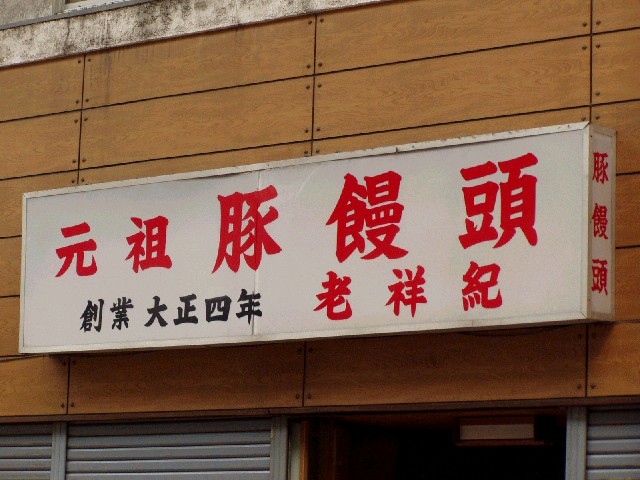 元祖豚饅頭
創業 大正四年 老祥紀
豚饅頭